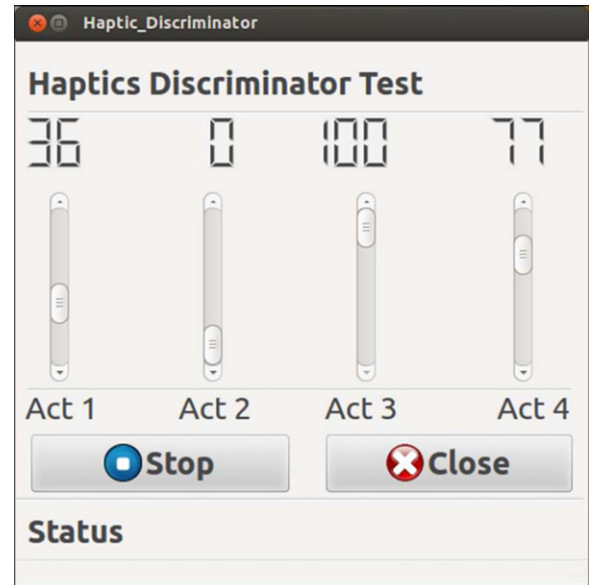 Haptic_Discriminator
Haptics Discriminator Test
36 0 100 77
Act 1 Act 2 Act 3 Act 4
Stop Close
Status